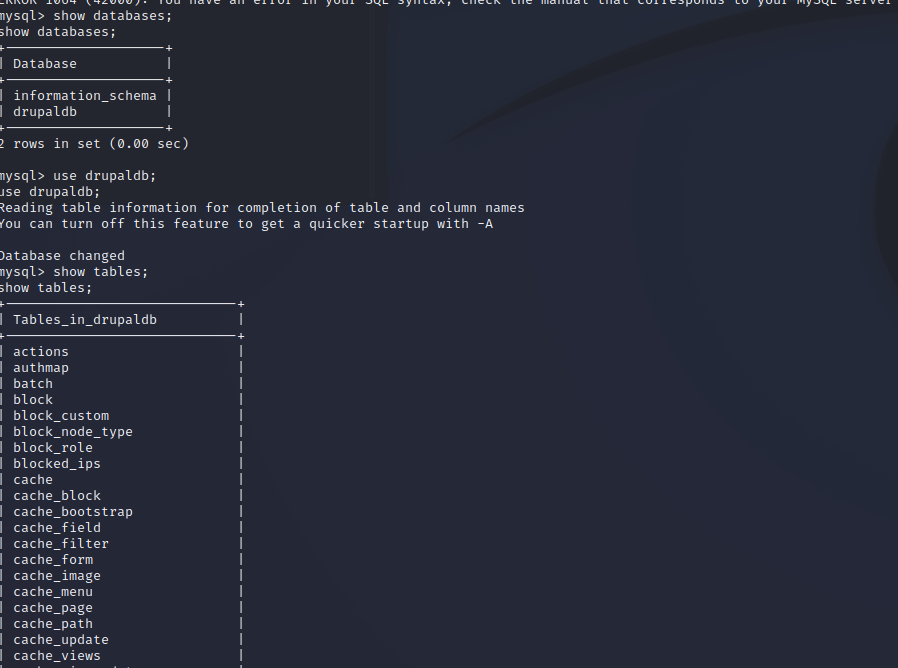 ERROR 1064 (42000): You have an error in your SQL syntax; check the manual that corresponds to your MySQL server
mysql> show databases;
show databases;
+--------------------+
| Database           |
+--------------------+
| information_schema |
| drupaldb           |
+--------------------+
2 rows in set (0.00 sec)
mysql> use drupaldb;
use drupaldb;
Reading table information for completion of table and column names
You can turn off this feature to get a quicker startup with -A
Database changed
mysql> show tables;
show tables;
+-----------------------------+
| Tables_in_drupaldb          |
+-----------------------------+
| actions                     |
| authmap                     |
| batch                       |
| block                       |
| block_custom                |
| block_node_type             |
| block_role                  |
| blocked_ips                 |
| cache                       |
| cache_block                 |
| cache_bootstrap             |
| cache_field                 |
| cache_filter                |
| cache_form                  |
| cache_image                 |
| cache_menu                  |
| cache_page                  |
| cache_path                  |
| cache_update                |
| cache_views                 |